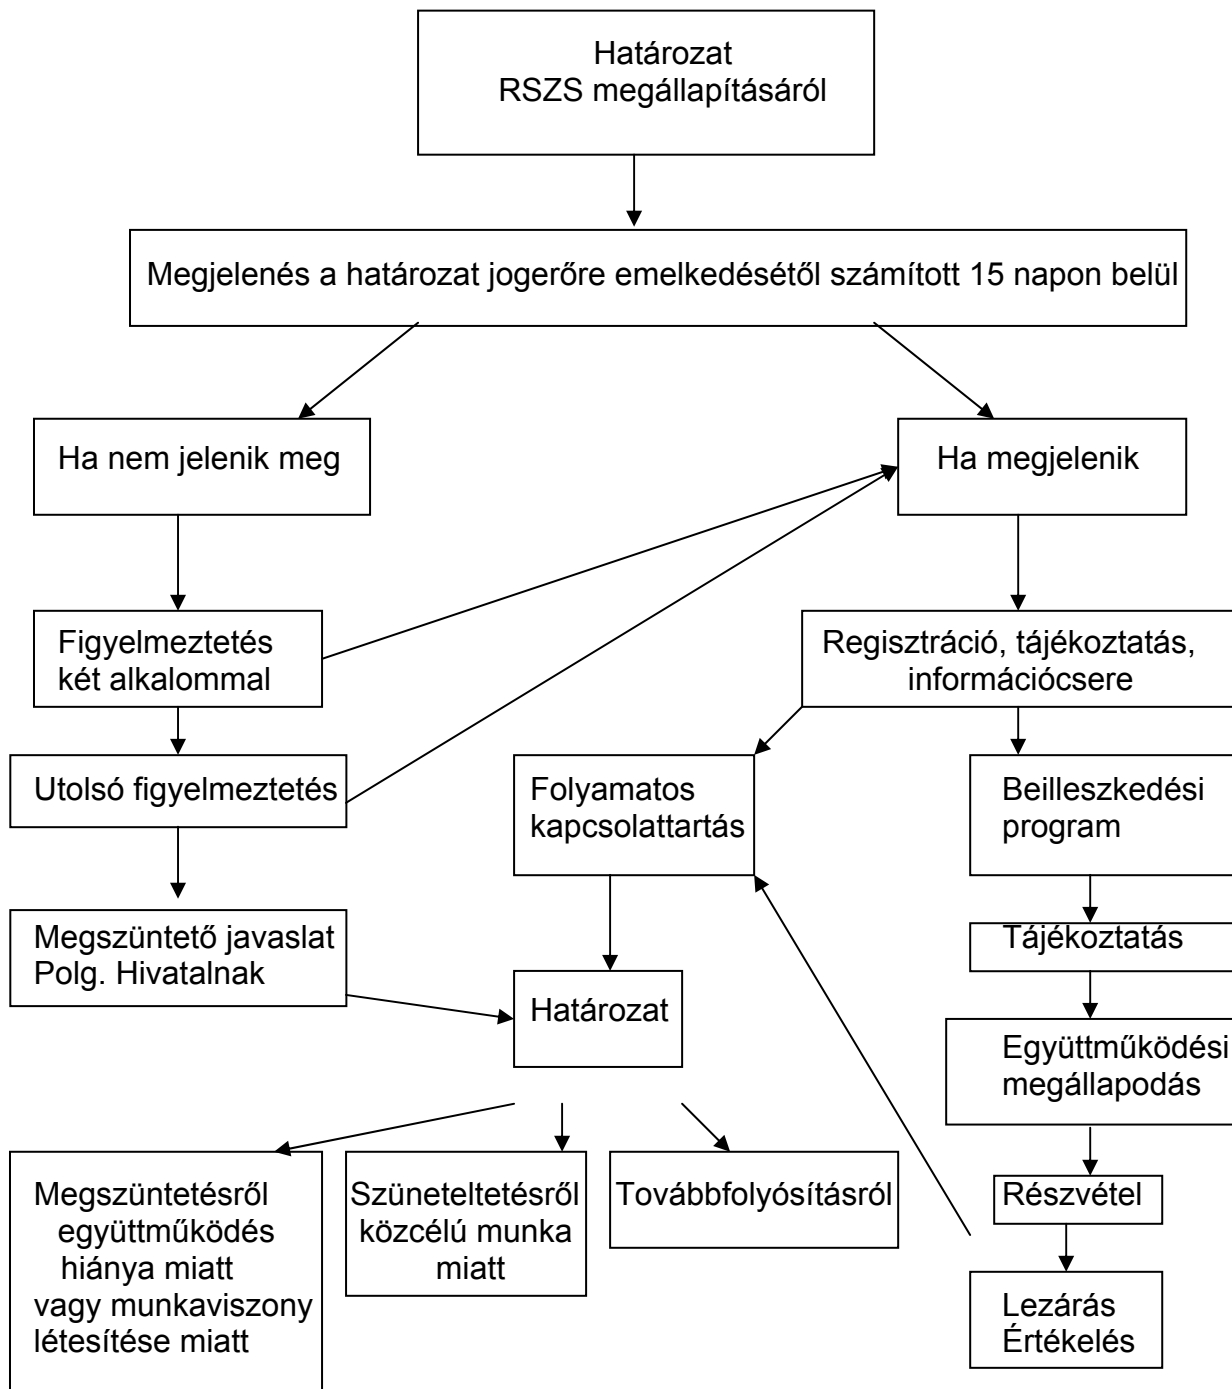 Határozat
RSZS megállapításáról
Megjelenés a határozat jogerőre emelkedésétől számított 15 napon belül
Ha nem jelenik meg
Ha megjelenik
Figyelmeztetés
két alkalommal
Regisztráció, tájékoztatás,
információcsere
Utolsó figyelmeztetés
Folyamatos
kapcsolattartás
Beilleszkedési
program
Megszüntető javaslat
Polg. Hivatalnak
Tájékoztatás
Határozat
Együttműködési
megállapodás
Megszüntetésről
együttműködés
hiánya miatt
vagy munkaviszony
létesítése miatt
Szüneteltetésről
közcélú munka
miatt
Továbbfolyósításról
Részvétel
Lezárás
Értékelés